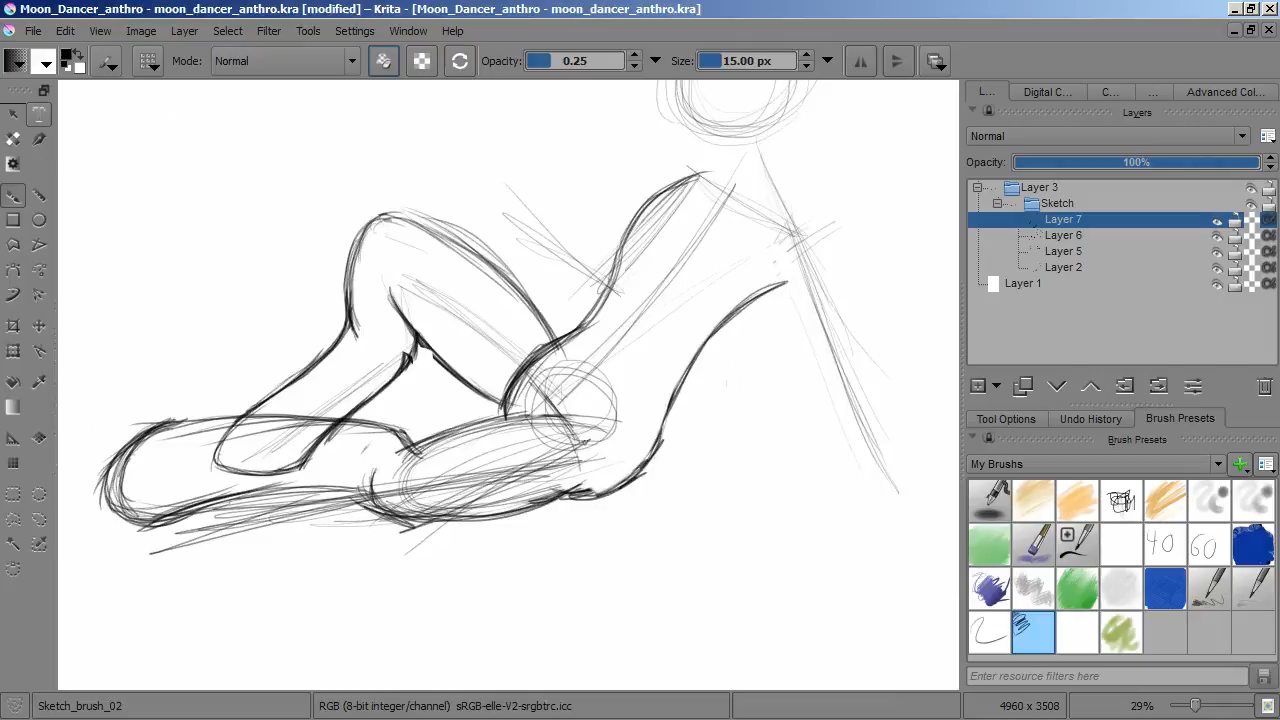 Moon_Dancer_anthro - moon_dancer_anthro.kra [modified] – Krita - [Moon_Dancer_anthro - moon_dancer_anthro.kra]
File Edit View Image Layer Select Filter Tools Settings Window Help
Mode: Normal Opacity: 0.25 Size: 15.00 px
L... Digital C... C... ... Advanced Col...
Layers
Normal
Opacity: 100%
Layer 3
Sketch
Layer 7
Layer 6
Layer 5
Layer 2
Layer 1
Tool Options Undo History Brush Presets
Brush Presets
My Brushes
40 60
Enter resource filters here
Sketch_brush_02 RGB (8-bit integer/channel) sRGB-elle-V2-srgbtrc.icc 4960 x 3508 29%